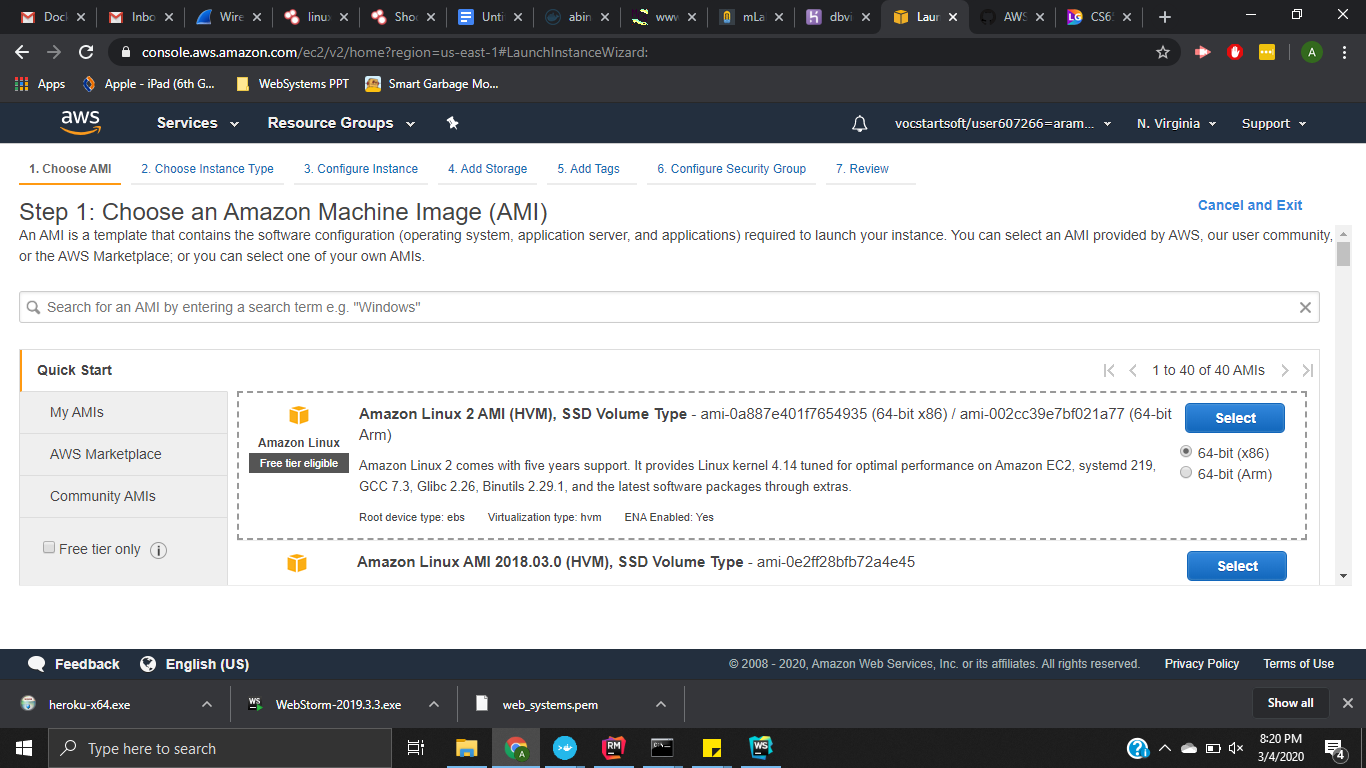 Dock
Inbo
Wire
linux
Shor
Unti
abin
www
mLa
dbvi
Laun
AWS
CS65
console.aws.amazon.com/ec2/v2/home?region=us-east-1#LaunchInstanceWizard:
A
Apps
Apple - iPad (6th G...
WebSystems PPT
Smart Garbage Mo...
aws
Services
Resource Groups
vocstartsoft/user607266=aram...
N. Virginia
Support
1. Choose AMI
2. Choose Instance Type
3. Configure Instance
4. Add Storage
5. Add Tags
6. Configure Security Group
7. Review
Step 1: Choose an Amazon Machine Image (AMI)
Cancel and Exit
An AMI is a template that contains the software configuration (operating system, application server, and applications) required to launch your instance. You can select an AMI provided by AWS, our user community,
or the AWS Marketplace; or you can select one of your own AMIs.
Search for an AMI by entering a search term e.g. "Windows"
Quick Start
1 to 40 of 40 AMIs
My AMIs
AWS Marketplace
Community AMIs
Free tier only
Amazon Linux
Free tier eligible
Amazon Linux 2 AMI (HVM), SSD Volume Type - ami-0a887e401f7654935 (64-bit x86) / ami-002cc39e7bf021a77 (64-bit
Arm)
Amazon Linux 2 comes with five years support. It provides Linux kernel 4.14 tuned for optimal performance on Amazon EC2, systemd 219,
GCC 7.3, Glibc 2.26, Binutils 2.29.1, and the latest software packages through extras.
Root device type: ebs
Virtualization type: hvm
ENA Enabled: Yes
Select
64-bit (x86)
64-bit (Arm)
Amazon Linux AMI 2018.03.0 (HVM), SSD Volume Type - ami-0e2ff28bfb72a4e45
Select
Feedback
English (US)
© 2008 - 2020, Amazon Web Services, Inc. or its affiliates. All rights reserved.
Privacy Policy
Terms of Use
heroku-x64.exe
WebStorm-2019.3.3.exe
web_systems.pem
Show all
Type here to search
8:20 PM
3/4/2020
4